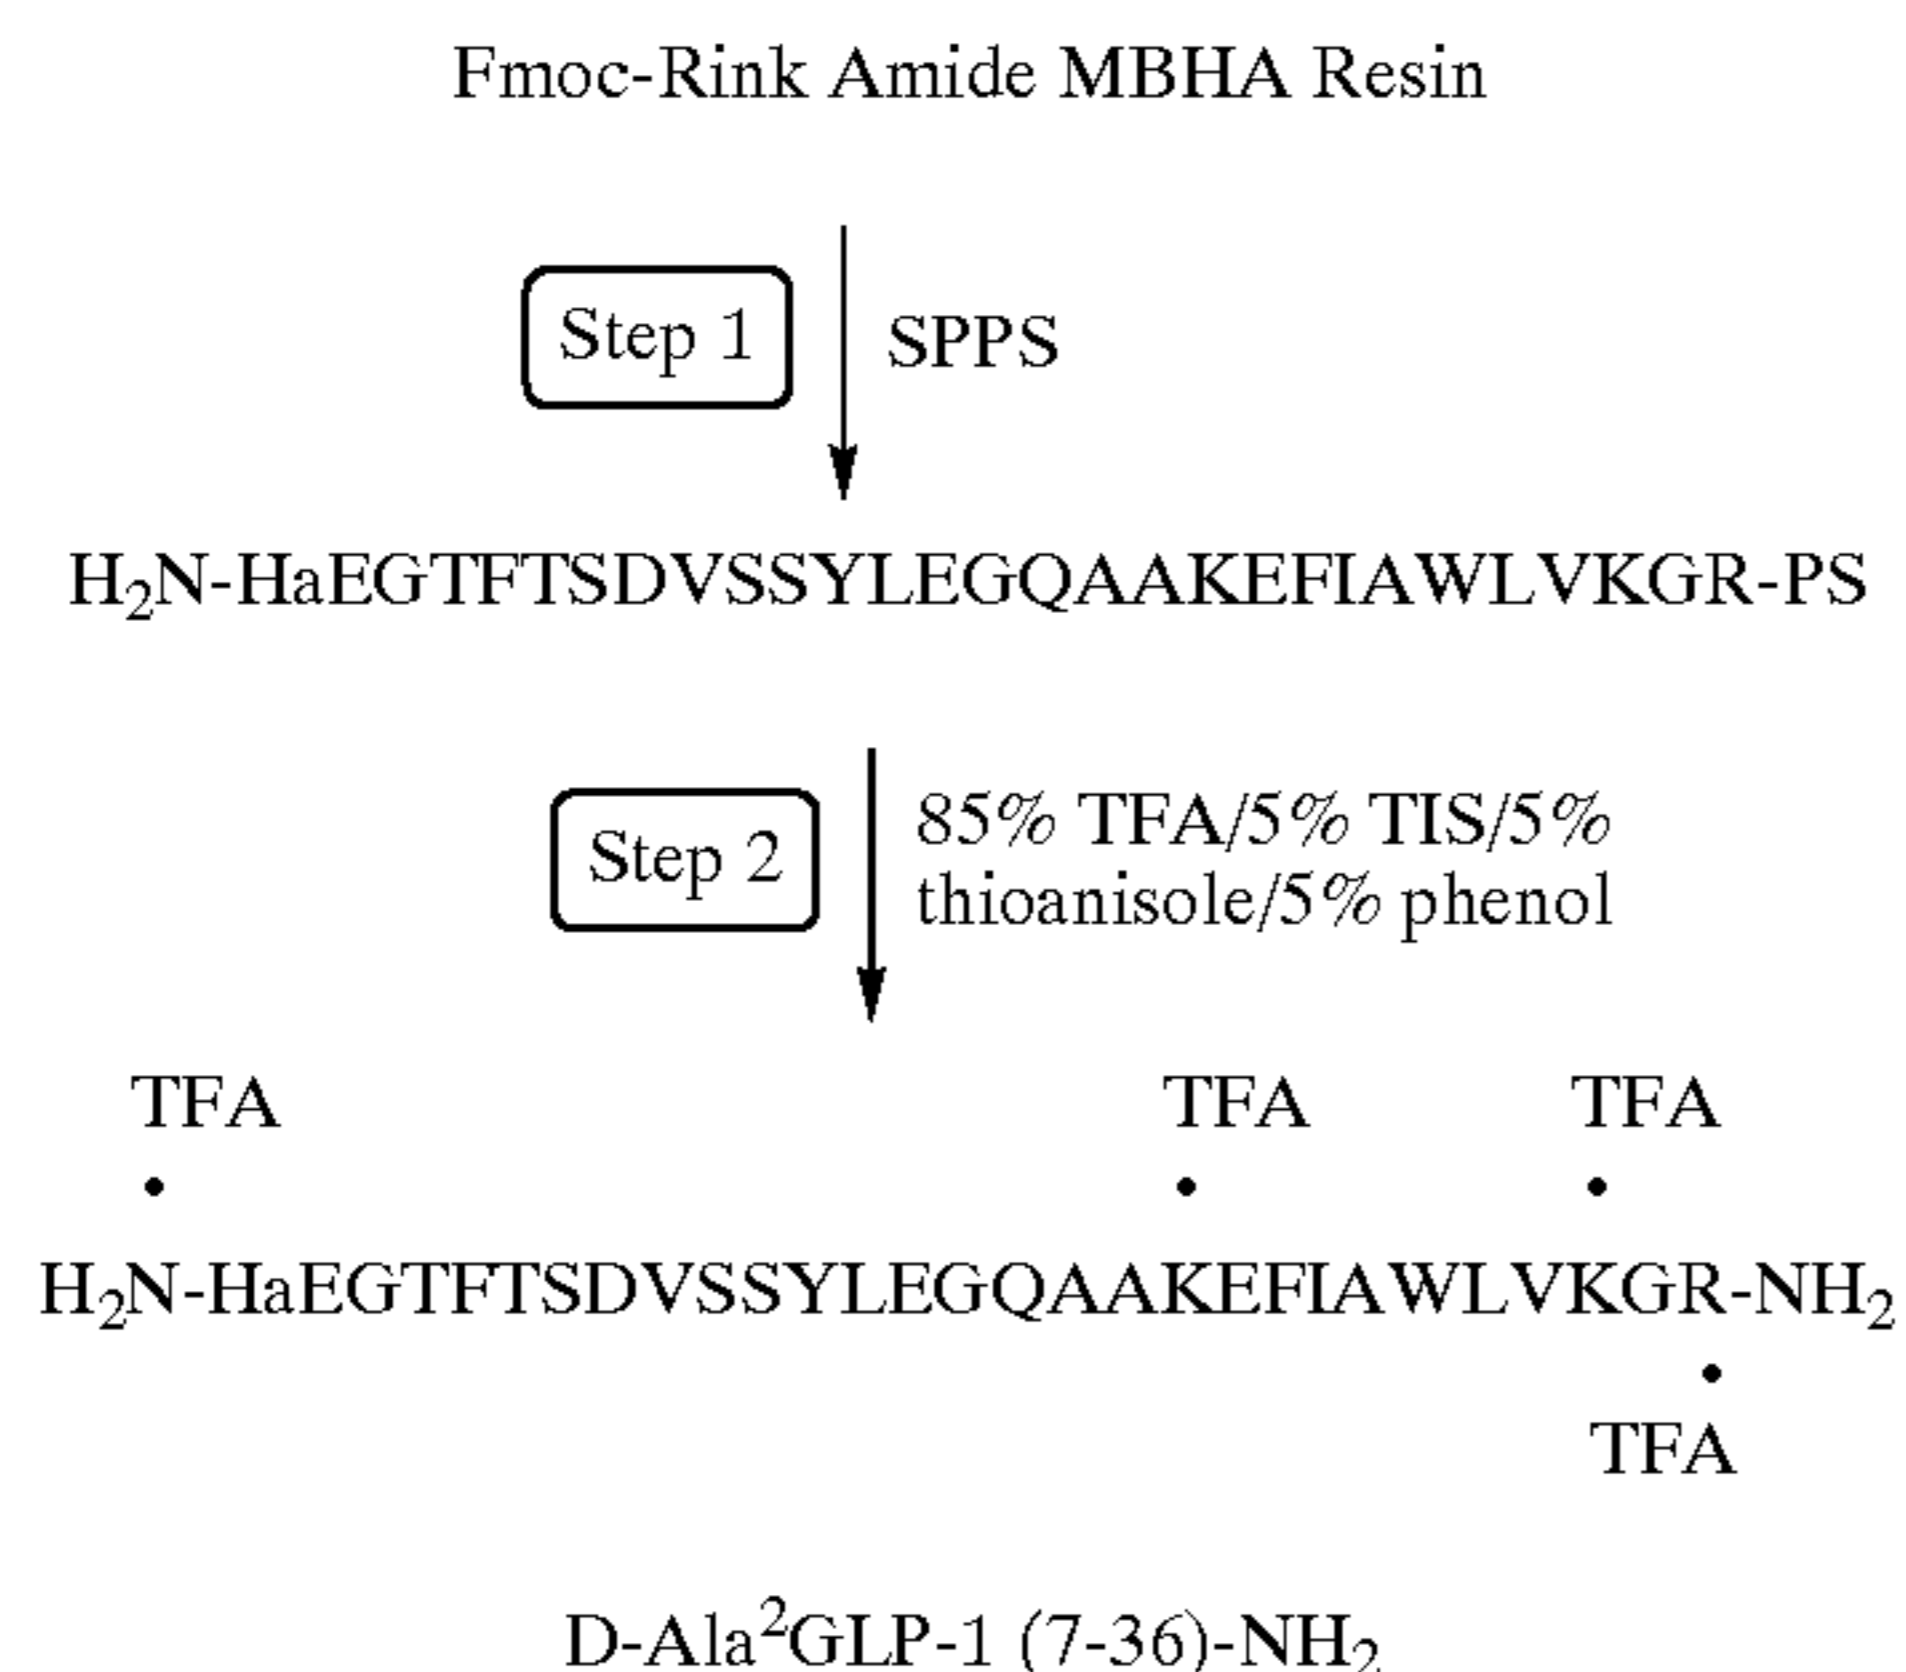 Fmoc-Rink Amide MBHA Resin
Step 1
SPPS
H₂N-HaEGTFTSDVSSYLEGQAAKEFIAWLVKGR-PS
Step 2
85% TFA/5% TIS/5%
thioanisole/5% phenol
TFA TFA TFA
• • •
H₂N-HaEGTFTSDVSSYLEGQAAKEFIAWLVKGR-NH₂
•
TFA
D-Ala²GLP-1 (7-36)-NH₂